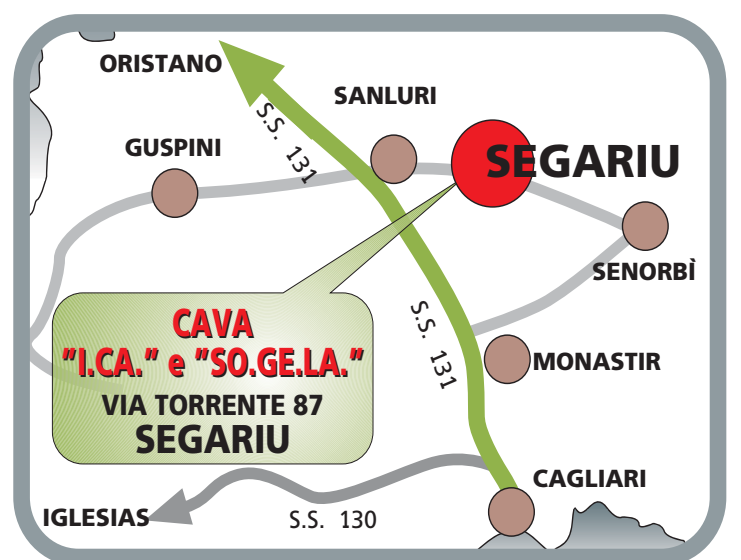 ORISTANO
S.S. 131
SANLURI
GUSPINI
SEGARIU
SENORBÌ
CAVA
"I.CA." e "SO.GE.LA."
VIA TORRENTE 87
SEGARIU
S.S. 131
MONASTIR
CAGLIARI
IGLESIAS
S.S. 130